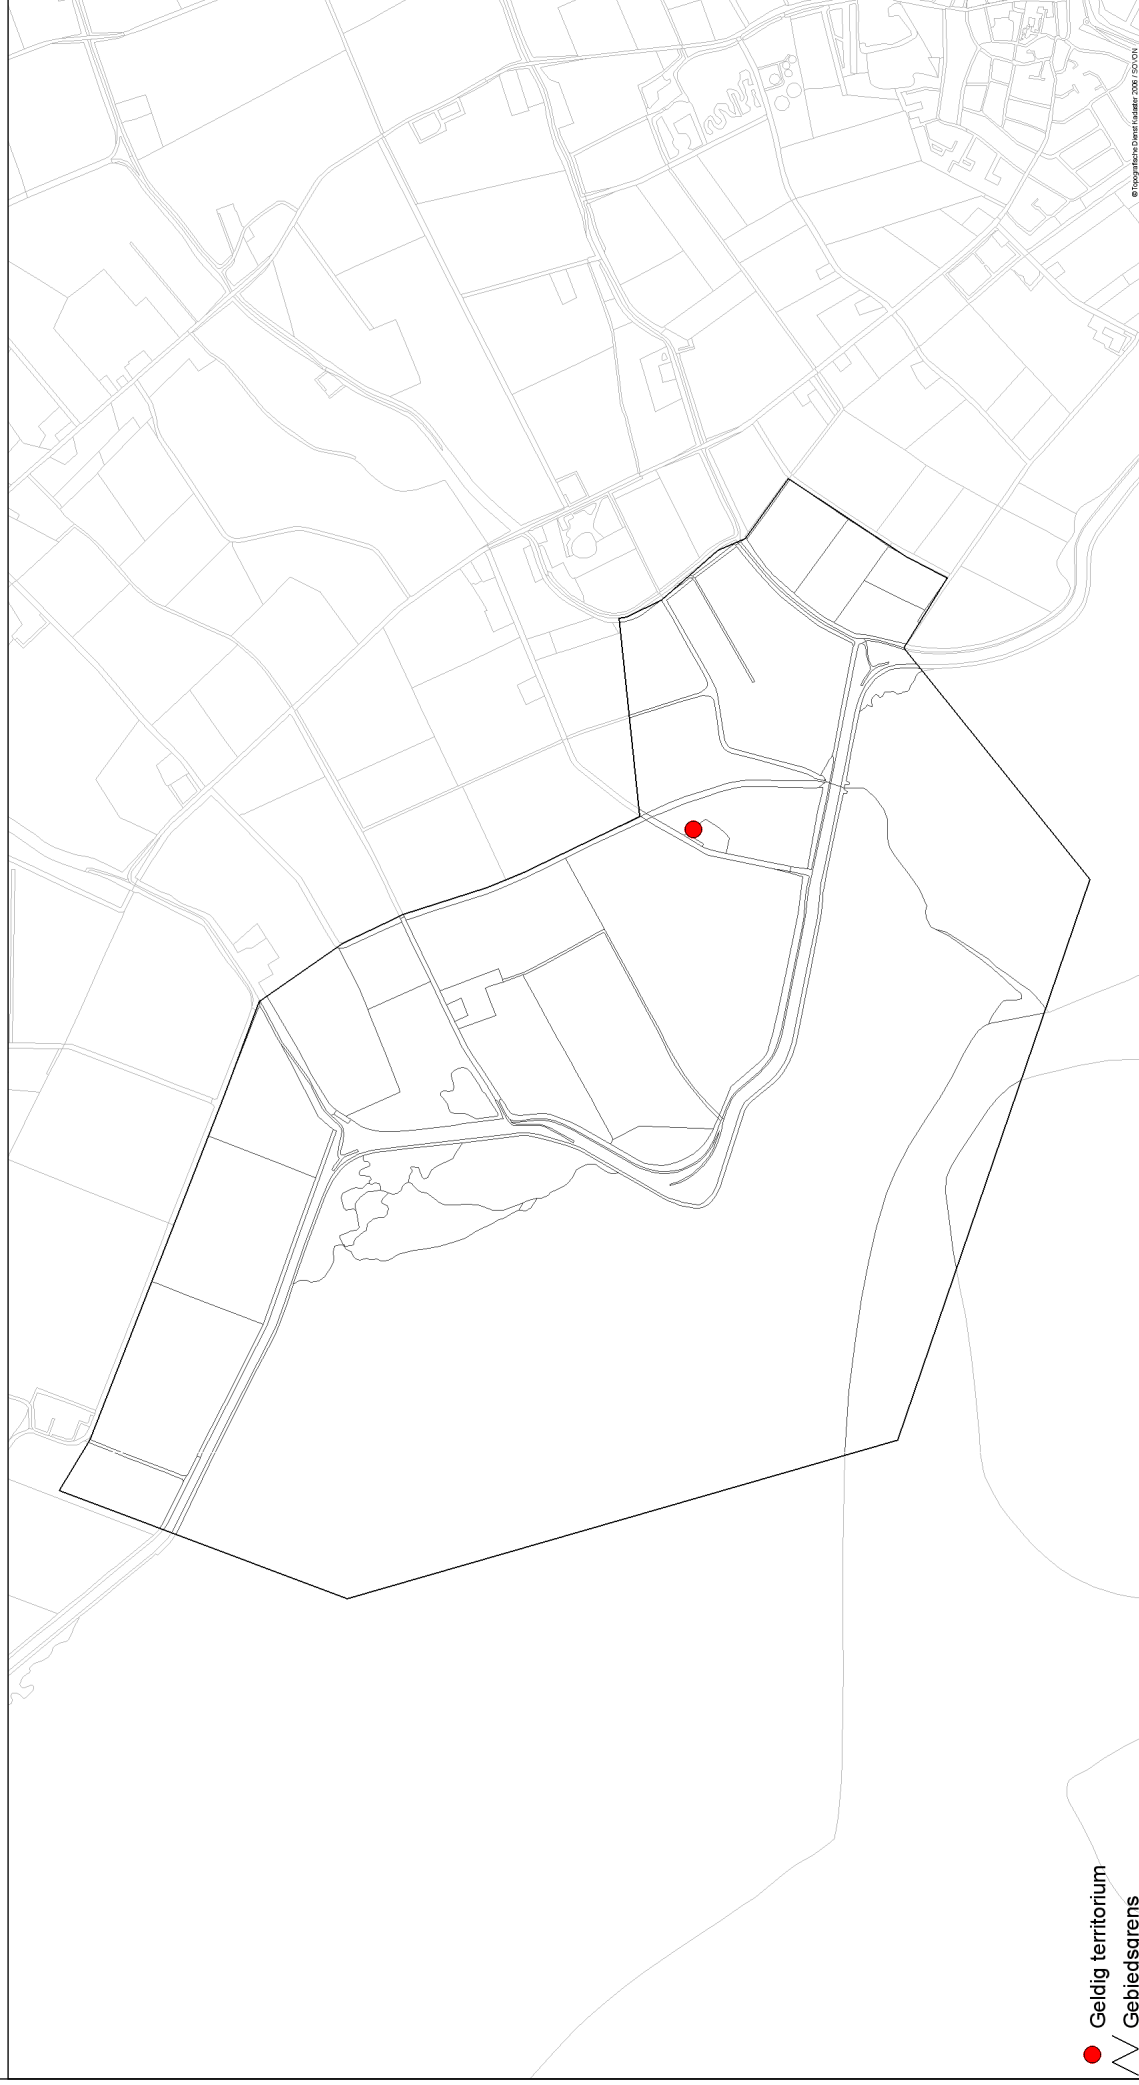 Geldig territorium
Gebiedsgrens
© Topografische Dienst Kadaster 2006 / SOVON